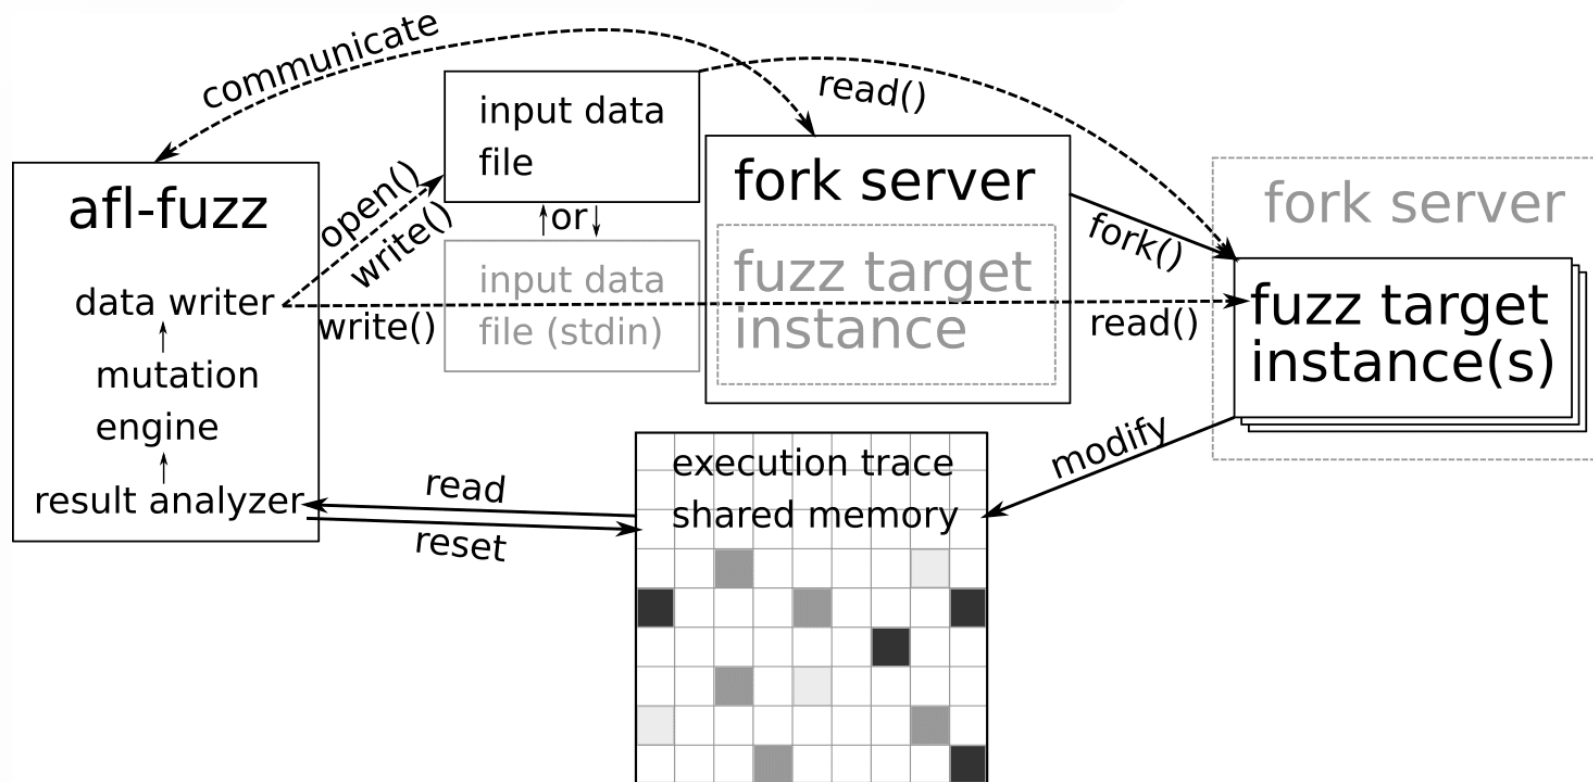 communicate
read()
input data
file
open()
write()
↑or↓
input data
file (stdin)
write()
afl-fuzz
data writer
↑
mutation
engine
↑
result analyzer
fork server
fuzz target
instance
fork()
read()
fork server
fuzz target
instance(s)
modify
read
reset
execution trace
shared memory